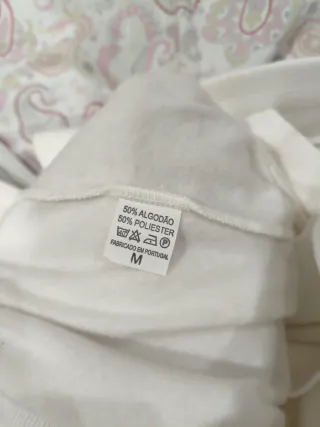 50% ALGODÃO
50% POLIESTER
FABRICADO EM PORTUGAL
M